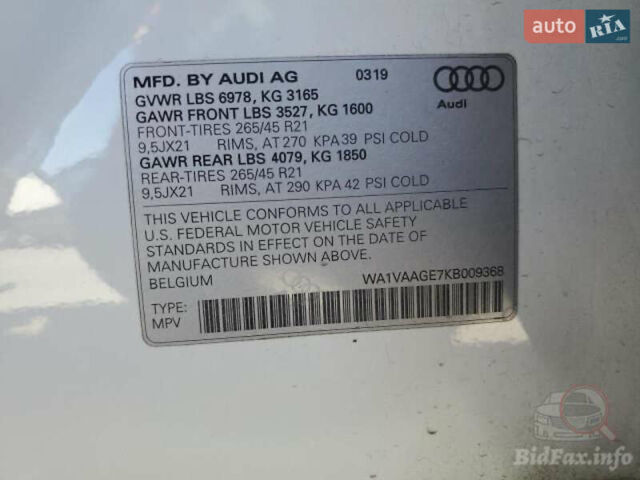 auto RIA .com
MFD. BY AUDI AG 0319
Audi
GVWR LBS 6978, KG 3165
GAWR FRONT LBS 3527, KG 1600
FRONT-TIRES 265/45 R21
9,5JX21 RIMS, AT 270 KPA 39 PSI COLD
GAWR REAR LBS 4079, KG 1850
REAR-TIRES 265/45 R21
9,5JX21 RIMS, AT 290 KPA 42 PSI COLD
THIS VEHICLE CONFORMS TO ALL APPLICABLE
U.S. FEDERAL MOTOR VEHICLE SAFETY
STANDARDS IN EFFECT ON THE DATE OF
MANUFACTURE SHOWN ABOVE.
BELGIUM WA1VAAGE7KB009368
TYPE:
MPV
BidFax.info